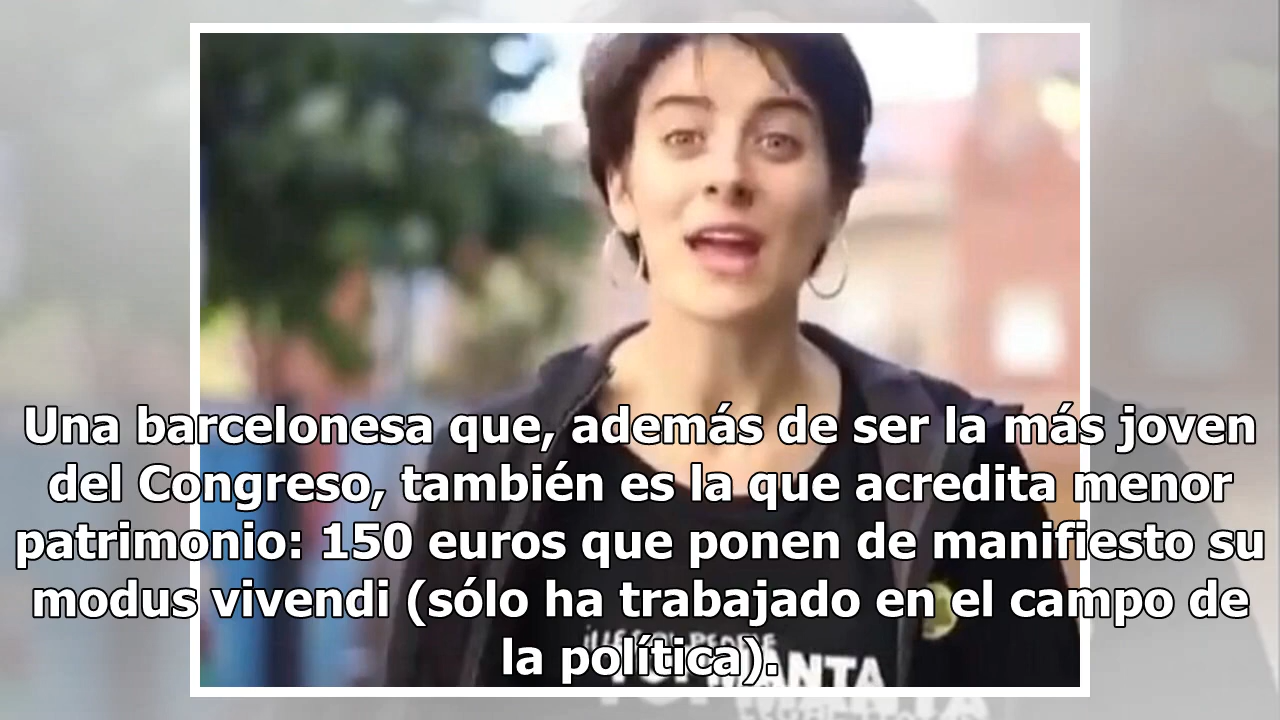 Una barcelonesa que, además de ser la más joven
del Congreso, también es la que acredita menor
patrimonio: 150 euros que ponen de manifiesto su
modus vivendi (sólo ha trabajado en el campo de
la política).
MANTA